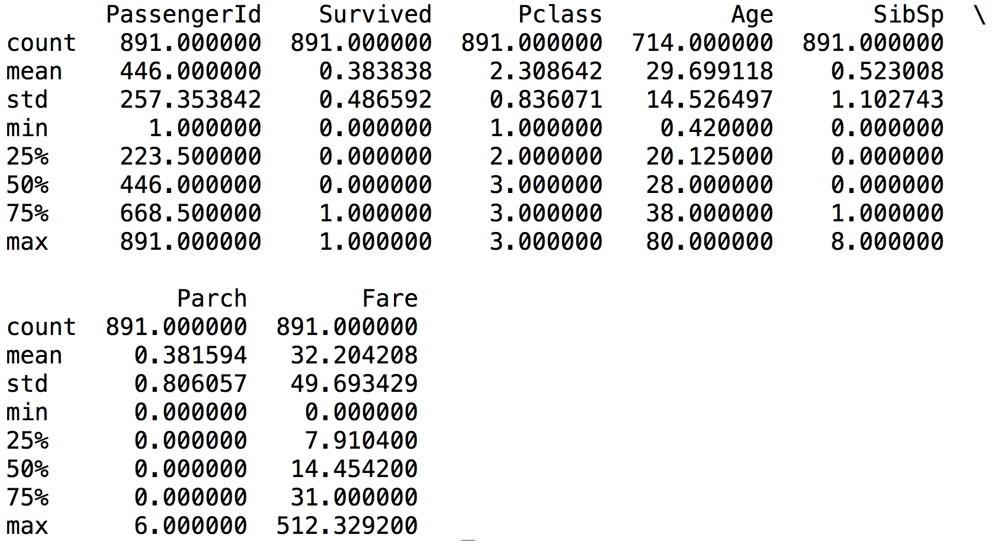 PassengerId    Survived      Pclass         Age       SibSp  \
count   891.000000  891.000000  891.000000  714.000000  891.000000
mean    446.000000    0.383838    2.308642   29.699118    0.523008
std     257.353842    0.486592    0.836071   14.526497    1.102743
min       1.000000    0.000000    1.000000    0.420000    0.000000
25%     223.500000    0.000000    2.000000   20.125000    0.000000
50%     446.000000    0.000000    3.000000   28.000000    0.000000
75%     668.500000    1.000000    3.000000   38.000000    1.000000
max     891.000000    1.000000    3.000000   80.000000    8.000000

            Parch        Fare
count  891.000000  891.000000
mean     0.381594   32.204208
std      0.806057   49.693429
min      0.000000    0.000000
25%      0.000000    7.910400
50%      0.000000   14.454200
75%      0.000000   31.000000
max      6.000000  512.329200